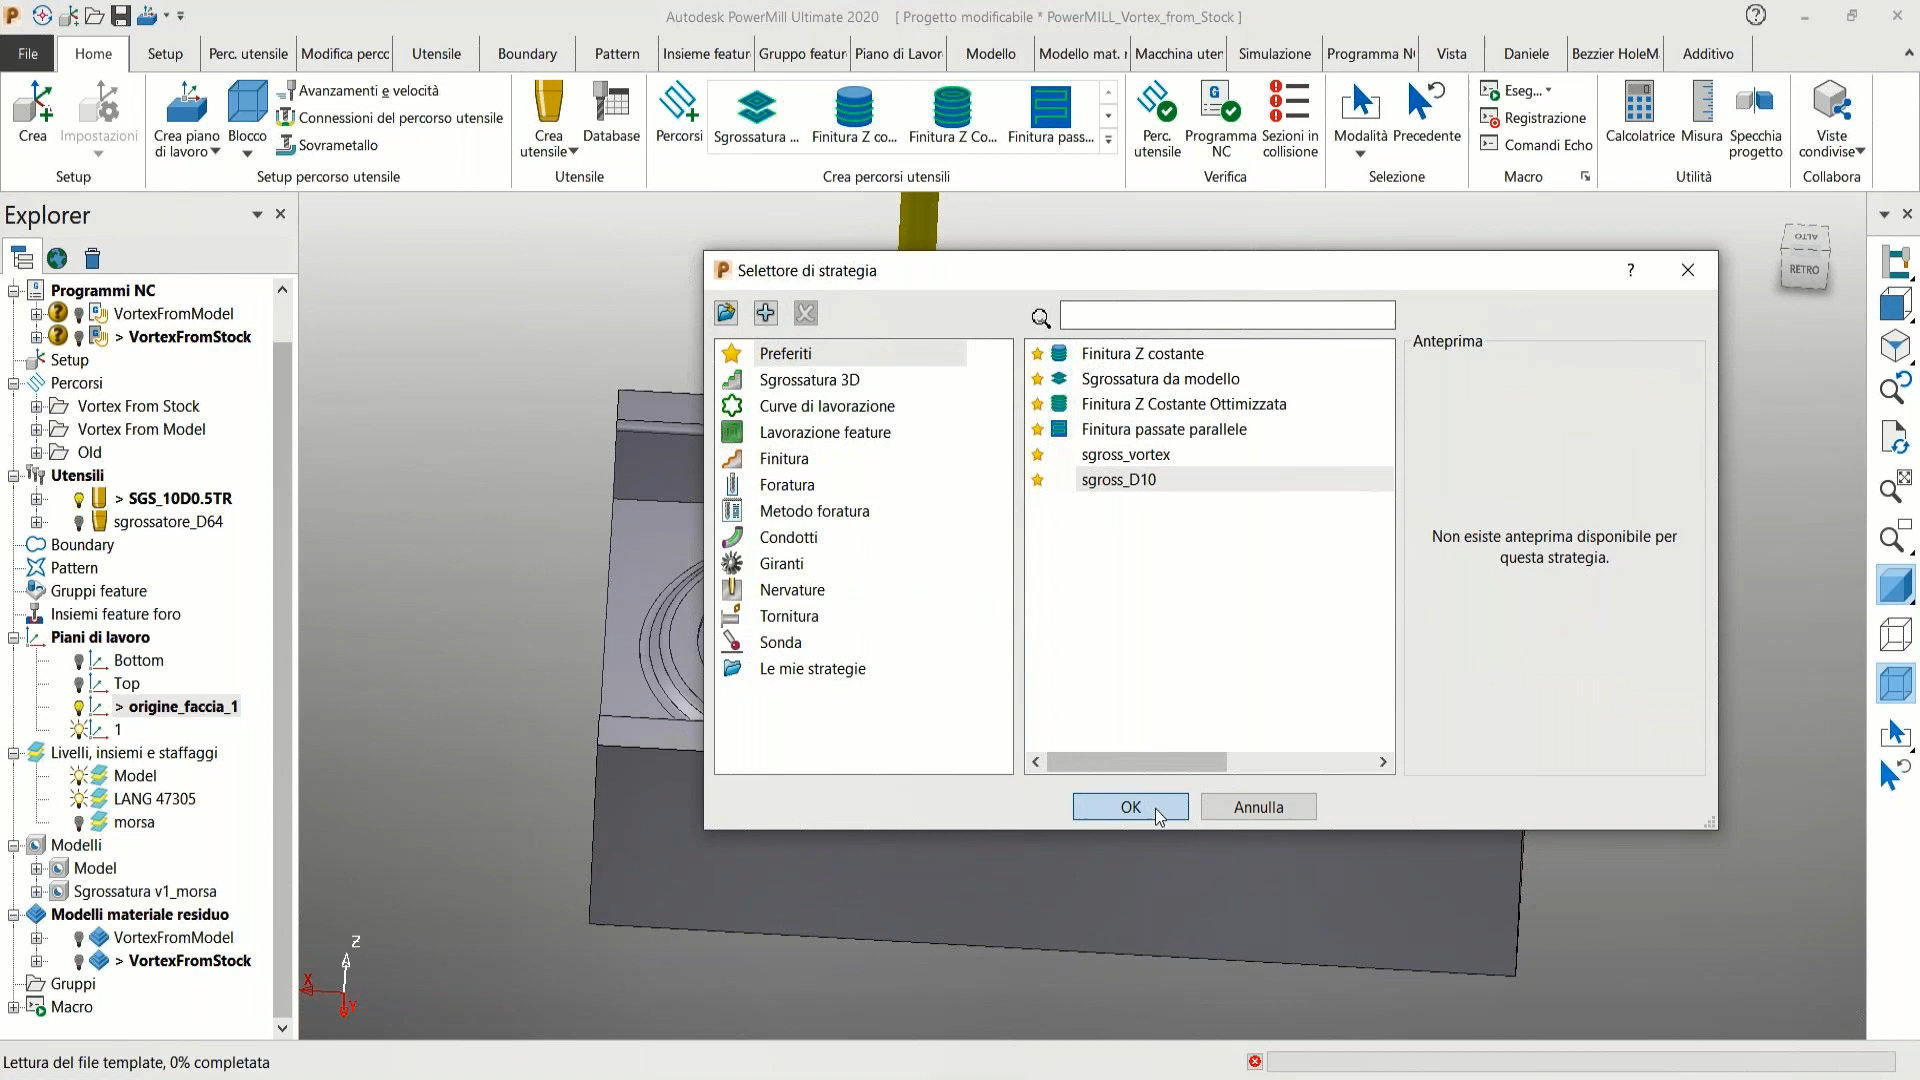 Autodesk PowerMill Ultimate 2020 [ Progetto modificabile * PowerMILL_Vortex_from_Stock ]
File
Home
Setup
Perc. utensile
Modifica percc
Utensile
Boundary
Pattern
Insieme featur
Gruppo featur
Piano di Lavor
Modello
Modello mat. r
Macchina uten
Simulazione
Programma N
Vista
Utente
Daniele
Bezzier HoleM
Additivo
Crea
Impostazioni
Crea piano di lavoro
Blocco
Avanzamenti e velocità
Connessioni del percorso utensile
Sovrametallo
Crea utensile
Database
Percorsi
Sgrossatura ...
Finitura Z co...
Finitura Z Co...
Finitura pass...
Perc. utensile
Programma NC
Sezioni in collisione
Modalità
Precedente
Eseg...
Registrazione
Comandi Echo
Calcolatrice
Misura
Specchia progetto
Viste condivise
Setup
Setup percorso utensile
Utensile
Crea percorsi utensili
Verifica
Selezione
Macro
Utilità
Collabora
Explorer
Programmi NC
VortexFromModel
> VortexFromStock
Setup
Percorsi
Vortex From Stock
Vortex From Model
Old
Utensili
> SGS_10D0.5TR
sgrossatore_D64
Boundary
Pattern
Gruppi feature
Insiemi feature foro
Piani di lavoro
Bottom
Top
> origine_faccia_1
1
Livelli, insiemi e staffaggi
Model
LANG 47305
morsa
Modelli
Model
Sgrossatura v1_morsa
Modelli materiale residuo
VortexFromModel
> VortexFromStock
Gruppi
Macro
Selettore di strategia
Preferiti
Sgrossatura 3D
Curve di lavorazione
Lavorazione feature
Finitura
Foratura
Metodo foratura
Condotti
Giranti
Nervature
Tornitura
Sonda
Le mie strategie
Finitura Z costante
Sgrossatura da modello
Finitura Z Costante Ottimizzata
Finitura passate parallele
sgross_vortex
sgross_D10
Anteprima
Non esiste anteprima disponibile per
questa strategia.
OK
Annulla
ALTO
RETRO
Z
X
Y
Lettura del file template, 0% completata